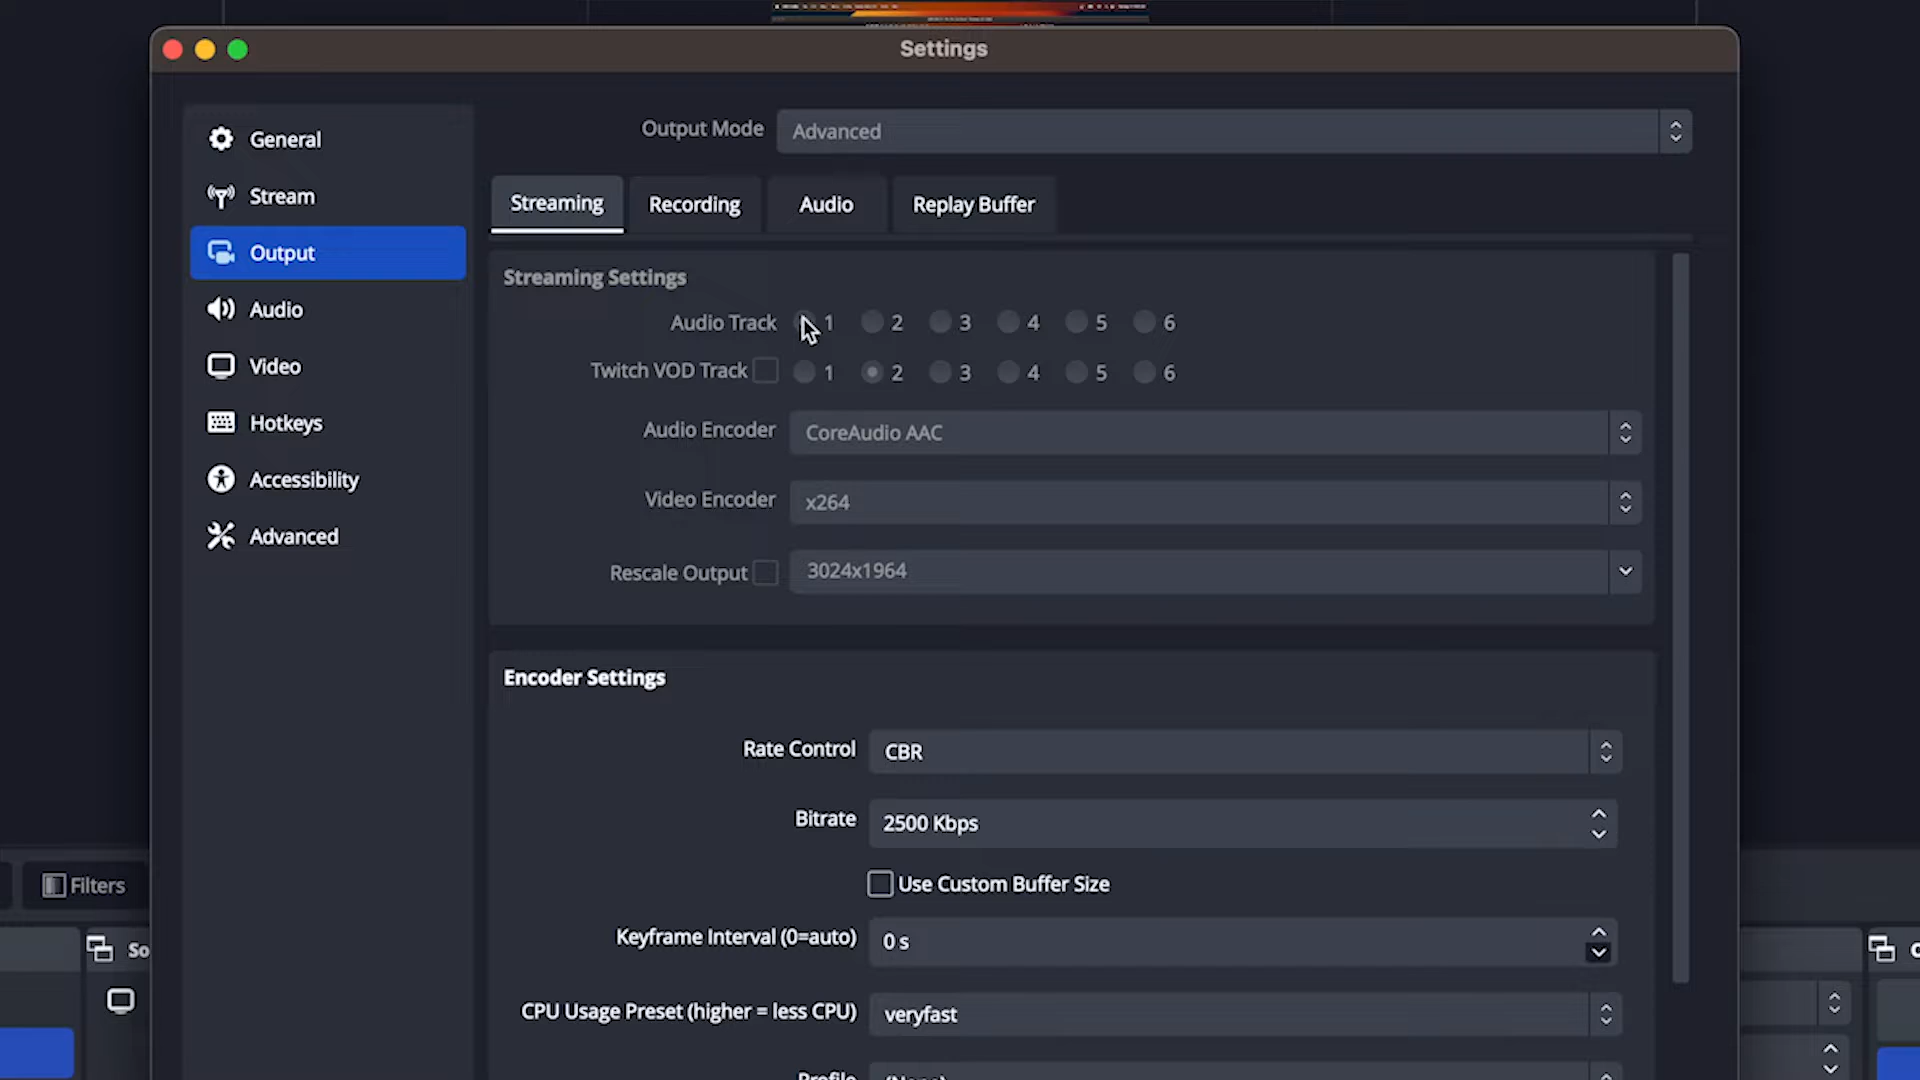 Settings
General
Stream
Output
Audio
Video
Hotkeys
Accessibility
Advanced
Output Mode Advanced
Streaming Recording Audio Replay Buffer
Streaming Settings
Audio Track 1 2 3 4 5 6
Twitch VOD Track 1 2 3 4 5 6
Audio Encoder CoreAudio AAC
Video Encoder x264
Rescale Output 3024x1964
Encoder Settings
Rate Control CBR
Bitrate 2500 Kbps
Use Custom Buffer Size
Keyframe Interval (0=auto) 0 s
CPU Usage Preset (higher = less CPU) veryfast
Profile (None)
Filters
So